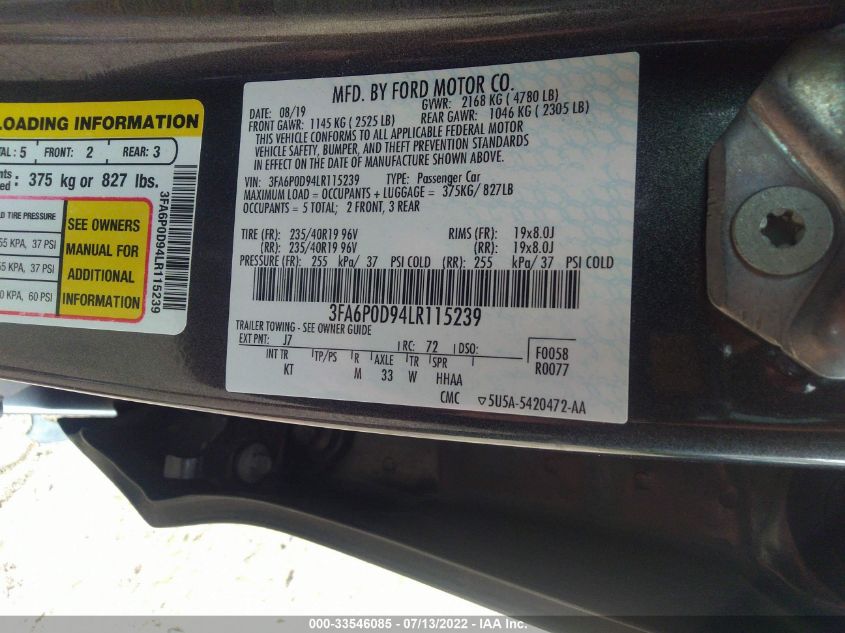 LOADING INFORMATION
TAL: 5 FRONT: 2 REAR: 3
375 kg or 827 lbs.
TIRE PRESSURE
55 KPA, 37 PSI
55 KPA, 37 PSI
0 KPA, 60 PSI
SEE OWNERS
MANUAL FOR
ADDITIONAL
INFORMATION
3FA6P0D94LR115239
MFD. BY FORD MOTOR CO.
DATE: 08/19 GVWR: 2168 KG ( 4780 LB)
FRONT GAWR: 1145 KG ( 2525 LB) REAR GAWR: 1046 KG ( 2305 LB)
THIS VEHICLE CONFORMS TO ALL APPLICABLE FEDERAL MOTOR
VEHICLE SAFETY, BUMPER, AND THEFT PREVENTION STANDARDS
IN EFFECT ON THE DATE OF MANUFACTURE SHOWN ABOVE.
VIN: 3FA6P0D94LR115239 TYPE: Passenger Car
MAXIMUM LOAD = OCCUPANTS + LUGGAGE = 375KG/ 827LB
OCCUPANTS = 5 TOTAL; 2 FRONT, 3 REAR
TIRE (FR): 235/40R19 96V RIMS (FR): 19x8.0J
(RR): 235/40R19 96V (RR): 19x8.0J
PRESSURE (FR): 255 kPa/ 37 PSI COLD (RR): 255 kPa/ 37 PSI COLD
3FA6P0D94LR115239
TRAILER TOWING - SEE OWNER GUIDE
EXT PNT: J7 RC: 72 DSO: F0058
INT TR TP/PS R AXLE TR SPR R0077
KT M 33 W HHAA
CMC ▽5U5A-5420472-AA
000-33546085 - 07/13/2022 - IAA Inc.